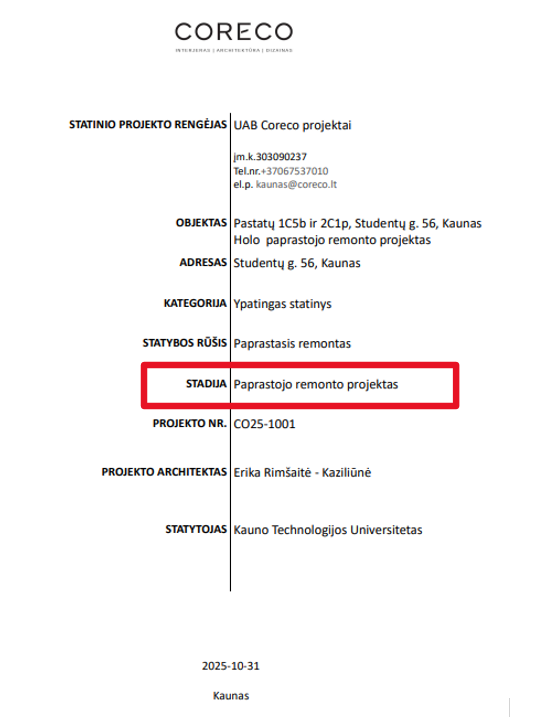 CORECO
INTERJERAS | ARCHITEKTŪRA | DIZAINAS
STATINIO PROJEKTO RENGĖJAS UAB Coreco projektai
įm.k.303090237
Tel.nr.+37067537010
el.p. kaunas@coreco.lt
OBJEKTAS Pastatų 1C5b ir 2C1p, Studentų g. 56, Kaunas
Holo paprastojo remonto projektas
ADRESAS Studentų g. 56, Kaunas
KATEGORIJA Ypatingas statinys
STATYBOS RŪŠIS Paprastasis remontas
STADIJA Paprastojo remonto projektas
PROJEKTO NR. CO25-1001
PROJEKTO ARCHITEKTAS Erika Rimšaitė - Kaziliūnė
STATYTOJAS Kauno Technologijos Universitetas
2025-10-31
Kaunas